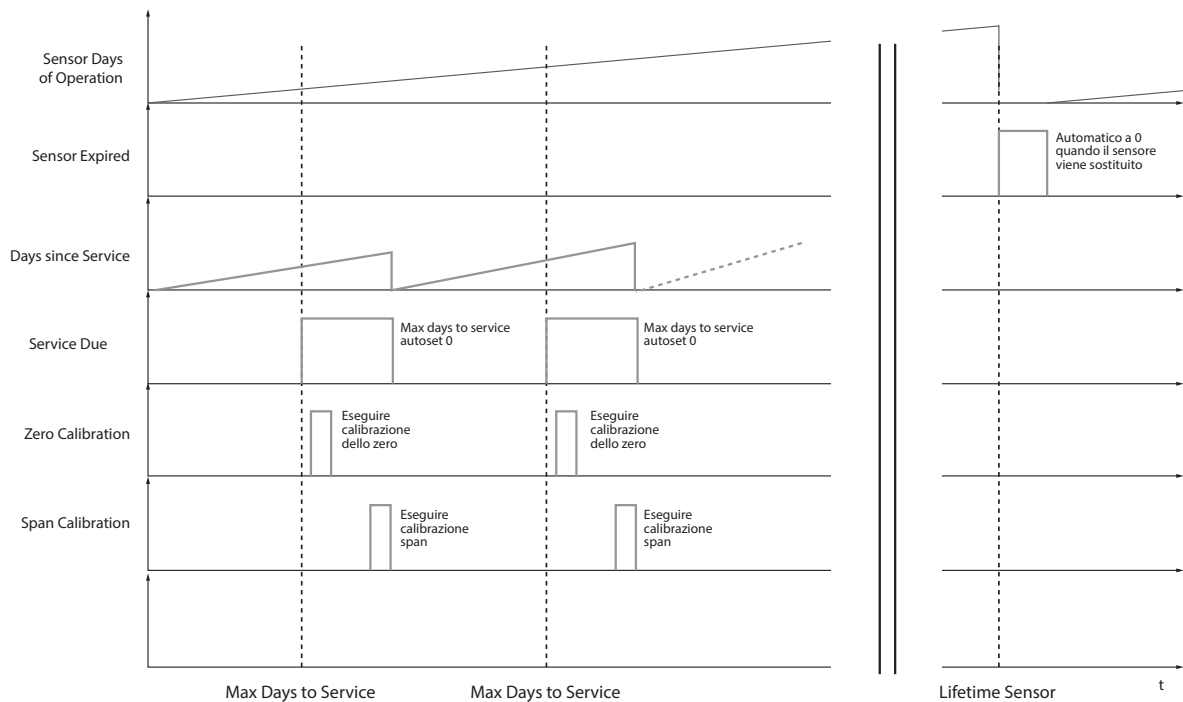 Sensor Days
of Operation
Sensor Expired
Automatico a 0
quando il sensore
viene sostituito
Days since Service
Service Due
Max days to service
autoset 0
Max days to service
autoset 0
Zero Calibration
Eseguire
calibrazione
dello zero
Eseguire
calibrazione
dello zero
Span Calibration
Eseguire
calibrazione
span
Eseguire
calibrazione
span
Max Days to Service
Max Days to Service
Lifetime Sensor
t